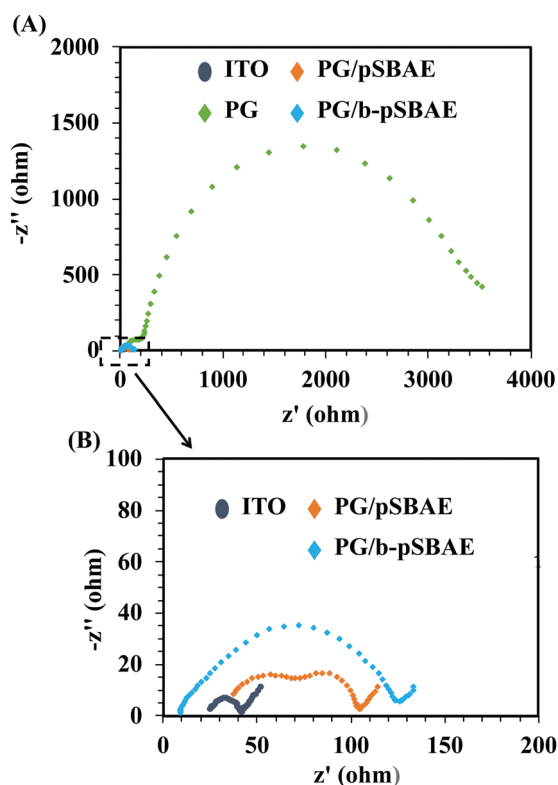 (A)
2000
1500
1000
500
0
-z'' (ohm)
ITO
PG/pSBAE
PG
PG/b-pSBAE
0 1000 2000 3000 4000
z' (ohm)
(B)
100
80
60
40
20
0
-z'' (ohm)
ITO
PG/pSBAE
PG/b-pSBAE
1
0 50 100 150 200
z' (ohm)